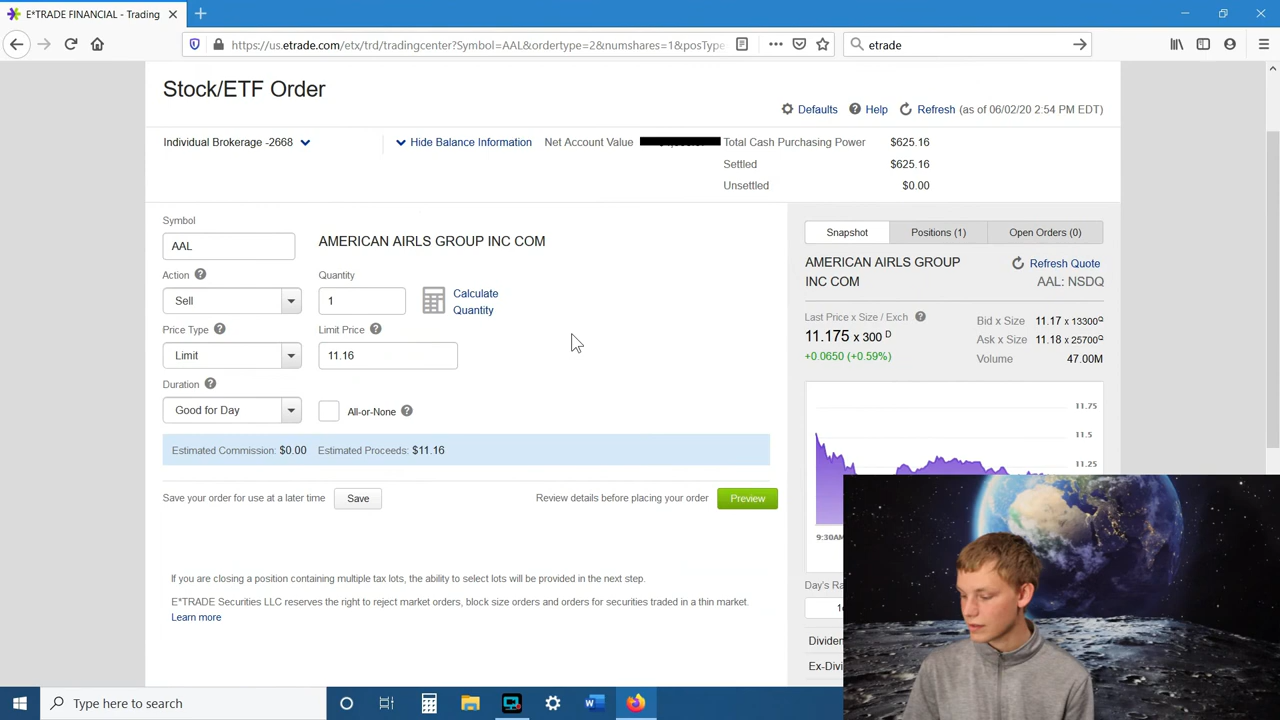 E*TRADE FINANCIAL - Trading
https://us.etrade.com/etx/trd/tradingcenter?Symbol=AAL&ordertype=2&numshares=1&posType
etrade
Stock/ETF Order
Defaults Help Refresh (as of 06/02/20 2:54 PM EDT)
Individual Brokerage -2668 Hide Balance Information Net Account Value Total Cash Purchasing Power $625.16
Settled $625.16
Unsettled $0.00
Symbol
AAL AMERICAN AIRLS GROUP INC COM
Action Quantity
Sell 1 Calculate Quantity
Price Type Limit Price
Limit 11.16
Duration
Good for Day All-or-None
Estimated Commission: $0.00 Estimated Proceeds: $11.16
Save your order for use at a later time Save Review details before placing your order Preview
If you are closing a position containing multiple tax lots, the ability to select lots will be provided in the next step.
E*TRADE Securities LLC reserves the right to reject market orders, block size orders and orders for securities traded in a thin market.
Learn more
Snapshot Positions (1) Open Orders (0)
AMERICAN AIRLS GROUP Refresh Quote
INC COM AAL: NSDQ
Last Price x Size / Exch Bid x Size 11.17 x 13300Q
11.175 x 300 D Ask x Size 11.18 x 25700Q
+0.0650 (+0.59%) Volume 47.00M
11.75
11.5
11.25
9:30AM
Day's Ra
Dividen
Ex-Divi
Type here to search